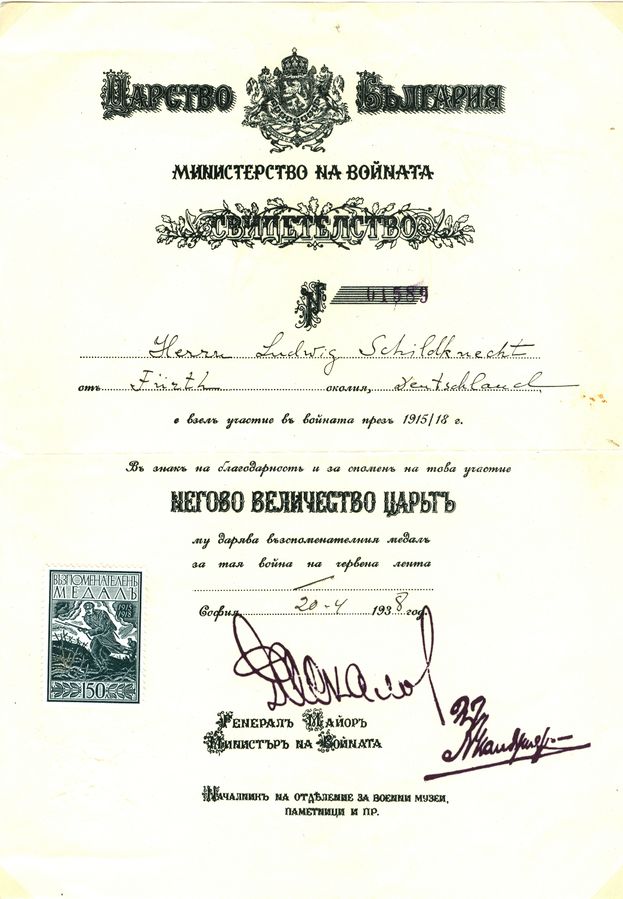 Царство България
МИНИСТЕРСТВО НА ВОЙНАТА
СВИДЕТЕЛСТВО
№ 01589
Herrn Ludwig Schildknecht
отъ Fürth околия, Deutschland
е взелъ участие въ войната презъ 1915/18 г.
Въ знакъ на благодарность и за споменъ на това участие
НЕГОВО ВЕЛИЧЕСТВО ЦАРЬТЪ
му дарява възспоменателния медалъ
за тая война на червена лента
София 20-4 1938 год.
ВЪЗПОМЕНАТЕЛЕНЪ
МЕДАЛЪ
1915
1918
150
Генералъ Майоръ
Министъръ на Войната
Началникъ на отдѣление за военни музеи,
паметници и пр.